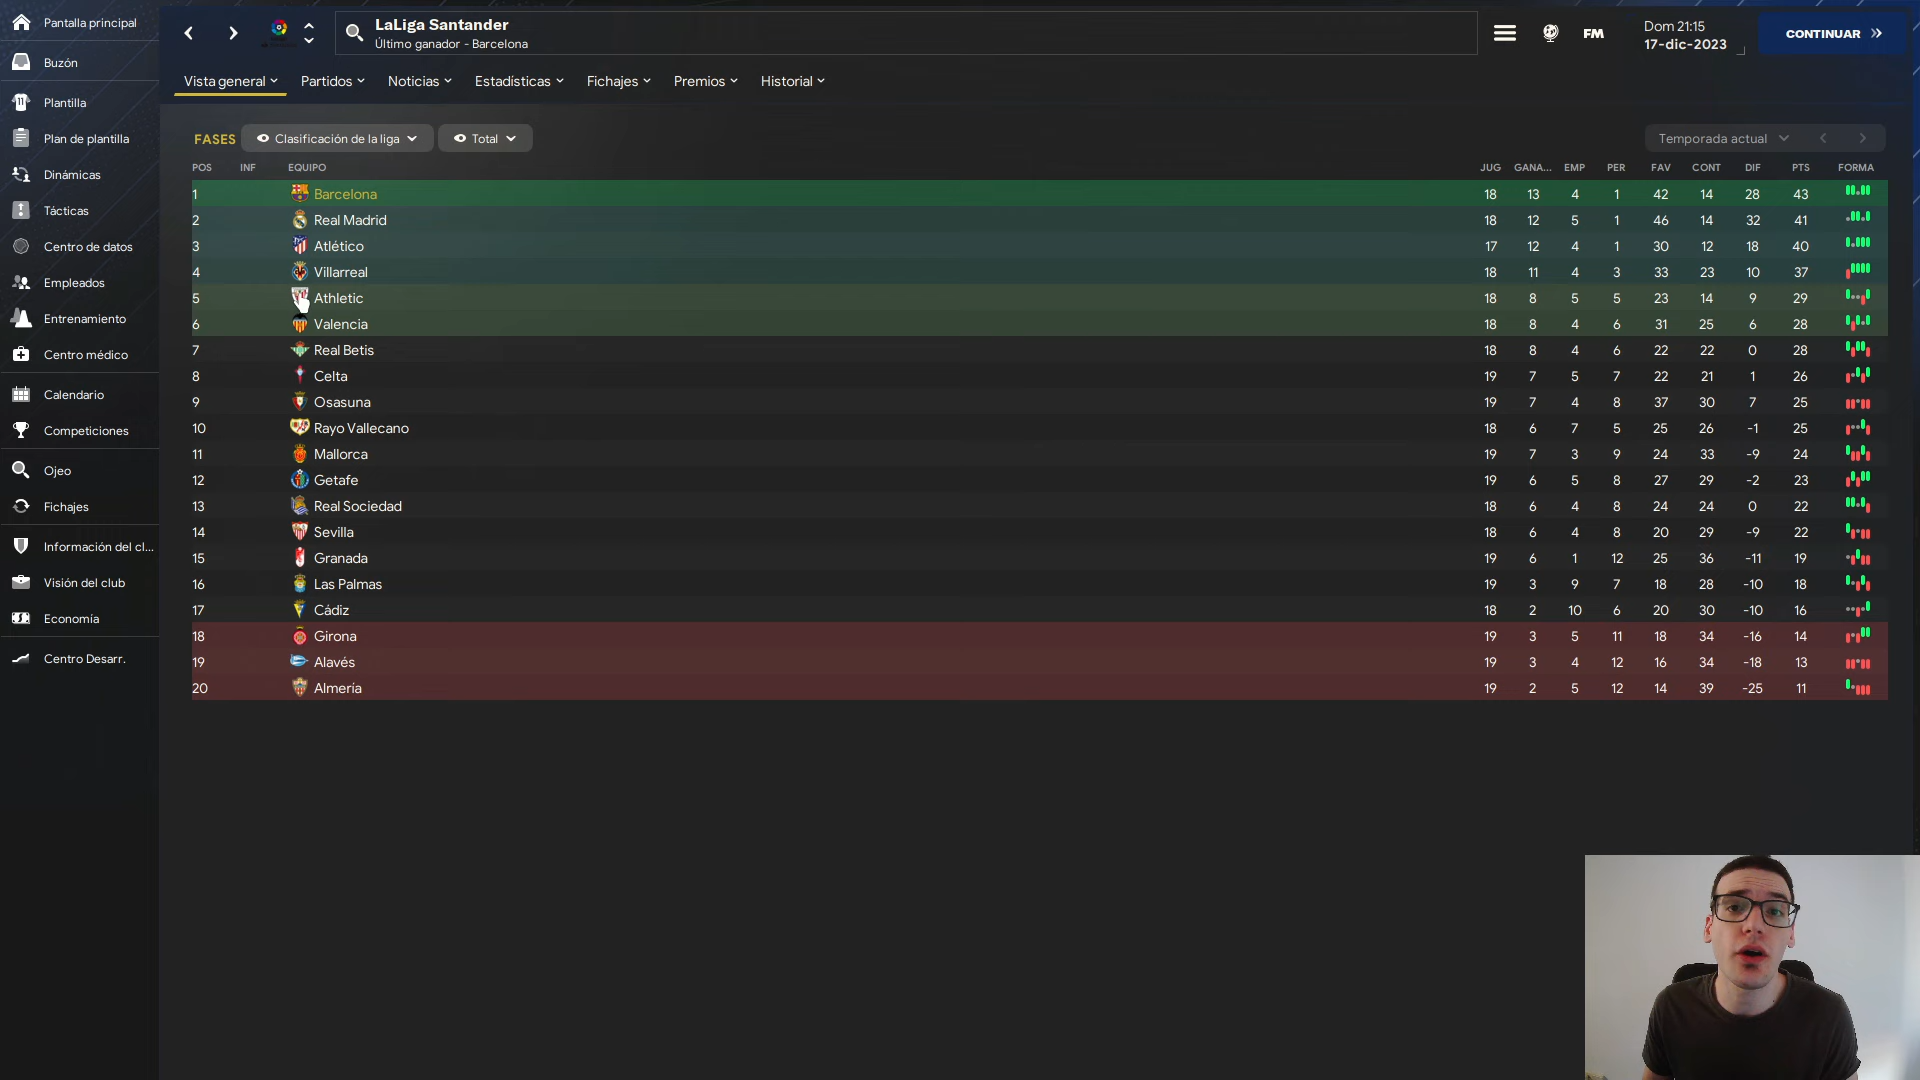 Pantalla principal
Buzón
Plantilla
Plan de plantilla
Dinámicas
Tácticas
Centro de datos
Empleados
Entrenamiento
Centro médico
Calendario
Competiciones
Ojeo
Fichajes
Información del cl...
Visión del club
Economía
Centro Desarr.
LaLiga Santander
Último ganador - Barcelona
FM
Dom 21:15
17-dic-2023
CONTINUAR
Vista general Partidos Noticias Estadísticas Fichajes Premios Historial
FASES Clasificación de la liga Total Temporada actual
POS INF EQUIPO JUG GANA... EMP PER FAV CONT DIF PTS FORMA
1 Barcelona 18 13 4 1 42 14 28 43
2 Real Madrid 18 12 5 1 46 14 32 41
3 Atlético 17 12 4 1 30 12 18 40
4 Villarreal 18 11 4 3 33 23 10 37
5 Athletic 18 8 5 5 23 14 9 29
6 Valencia 18 8 4 6 31 25 6 28
7 Real Betis 18 8 4 6 22 22 0 28
8 Celta 19 7 5 7 22 21 1 26
9 Osasuna 19 7 4 8 37 30 7 25
10 Rayo Vallecano 18 6 7 5 25 26 -1 25
11 Mallorca 19 7 3 9 24 33 -9 24
12 Getafe 19 6 5 8 27 29 -2 23
13 Real Sociedad 18 6 4 8 24 24 0 22
14 Sevilla 18 6 4 8 20 29 -9 22
15 Granada 19 6 1 12 25 36 -11 19
16 Las Palmas 19 3 9 7 18 28 -10 18
17 Cádiz 18 2 10 6 20 30 -10 16
18 Girona 19 3 5 11 18 34 -16 14
19 Alavés 19 3 4 12 16 34 -18 13
20 Almería 19 2 5 12 14 39 -25 11